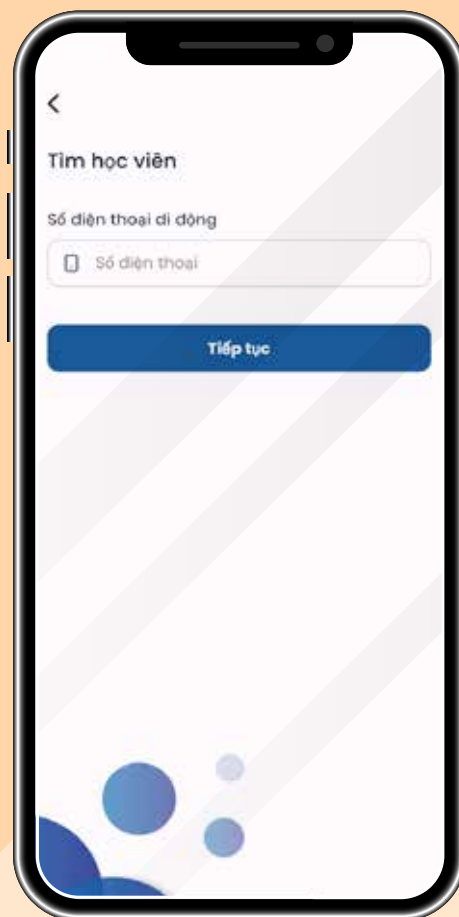 Tìm học viên
Số điện thoại di động
Số điện thoại
Tiếp tục